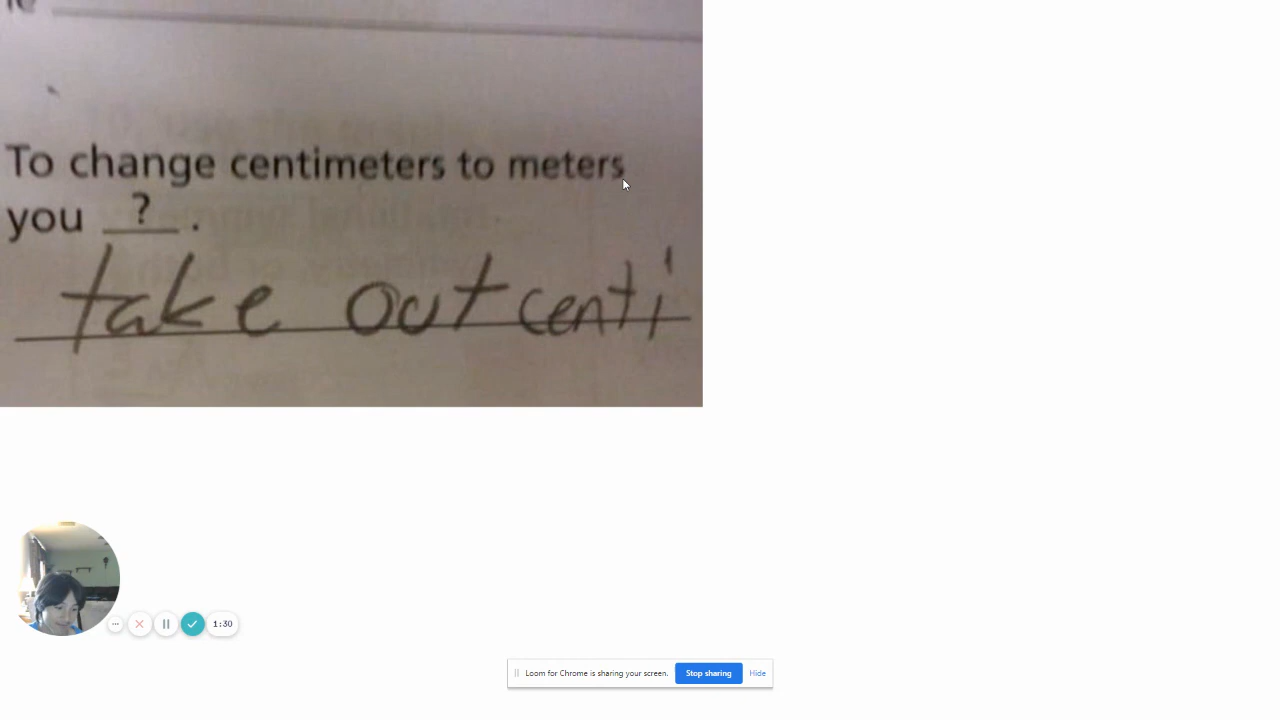 To change centimeters to meters
you ? .
take out centi
1:30
Loom for Chrome is sharing your screen. Stop sharing Hide